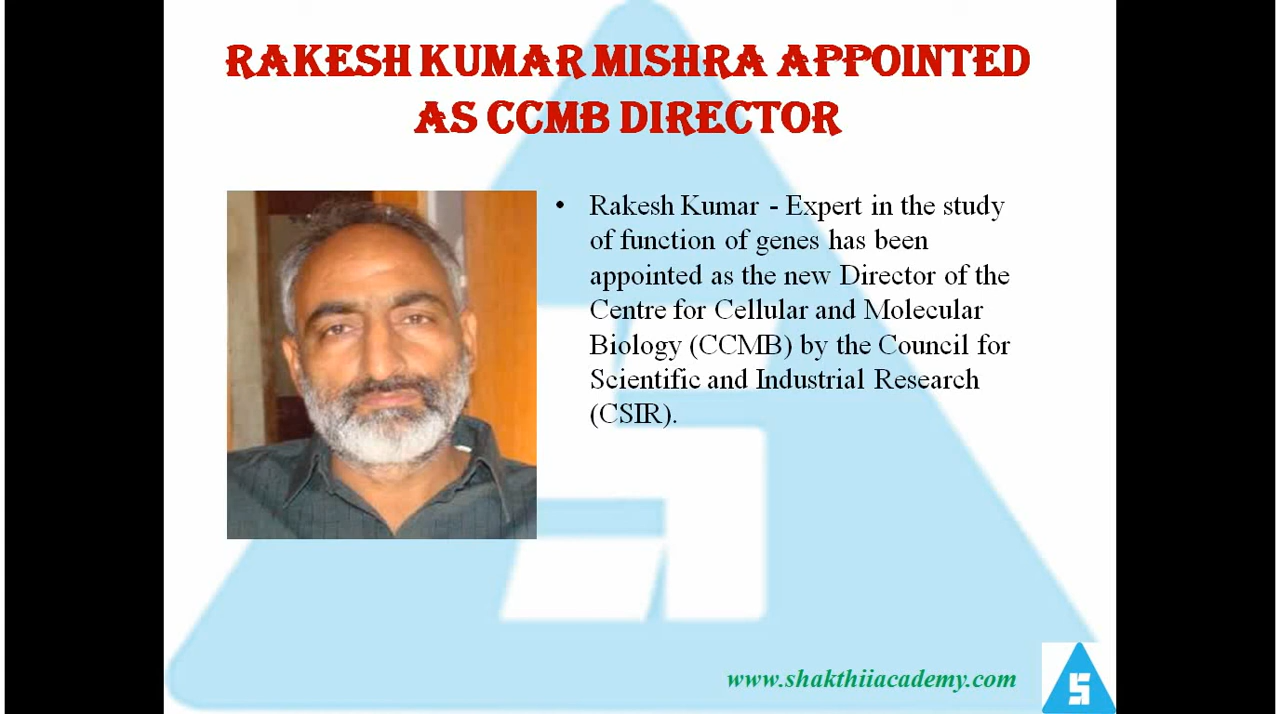 RAKESH KUMAR MISHRA APPOINTED
AS CCMB DIRECTOR
• Rakesh Kumar - Expert in the study
of function of genes has been
appointed as the new Director of the
Centre for Cellular and Molecular
Biology (CCMB) by the Council for
Scientific and Industrial Research
(CSIR).
www.shakthiiacademy.com